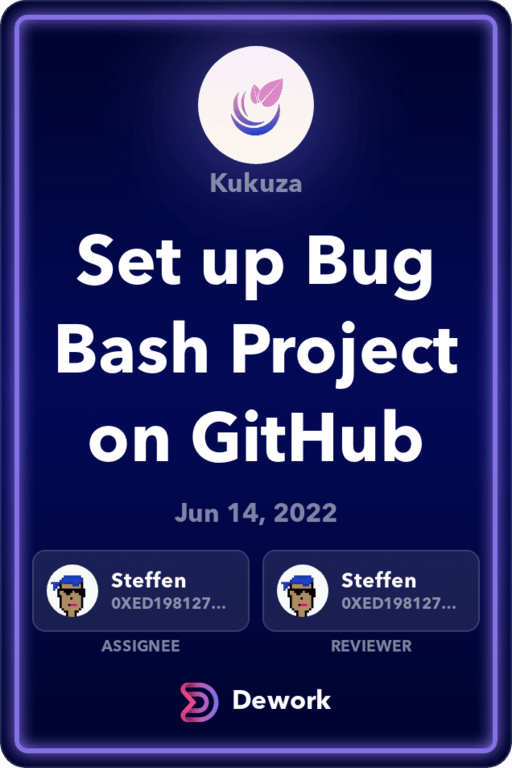 Kukuza
Set up Bug
Bash Project
on GitHub
Jun 14, 2022
Steffen
0XED198127...
ASSIGNEE
Steffen
0XED198127...
REVIEWER
Dework